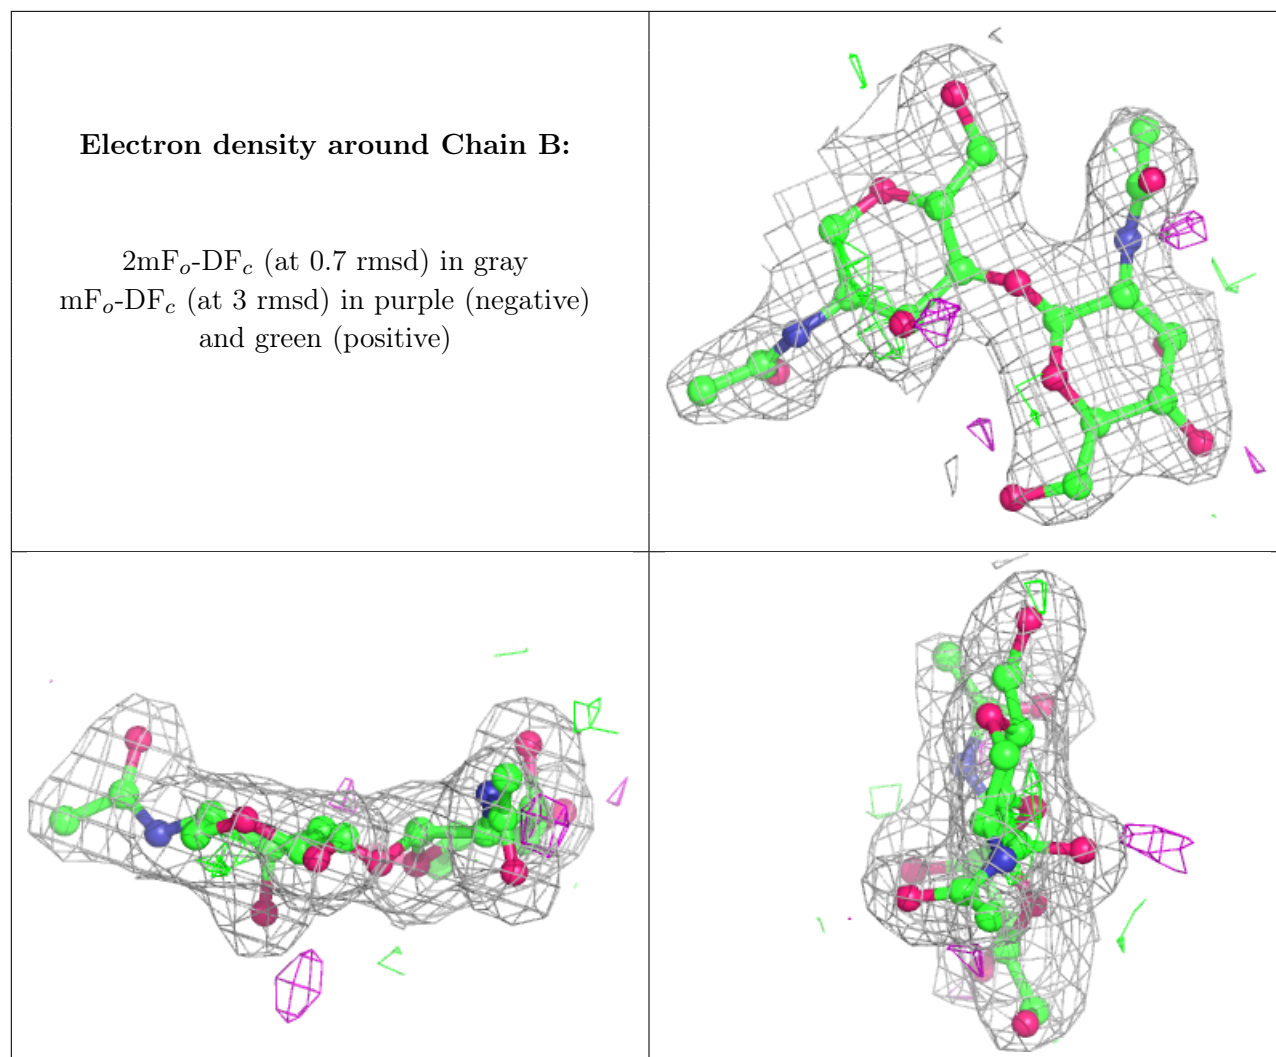 Electron density around Chain B:
2mFₒ-DF𝒸 (at 0.7 rmsd) in gray
mFₒ-DF𝒸 (at 3 rmsd) in purple (negative)
and green (positive)